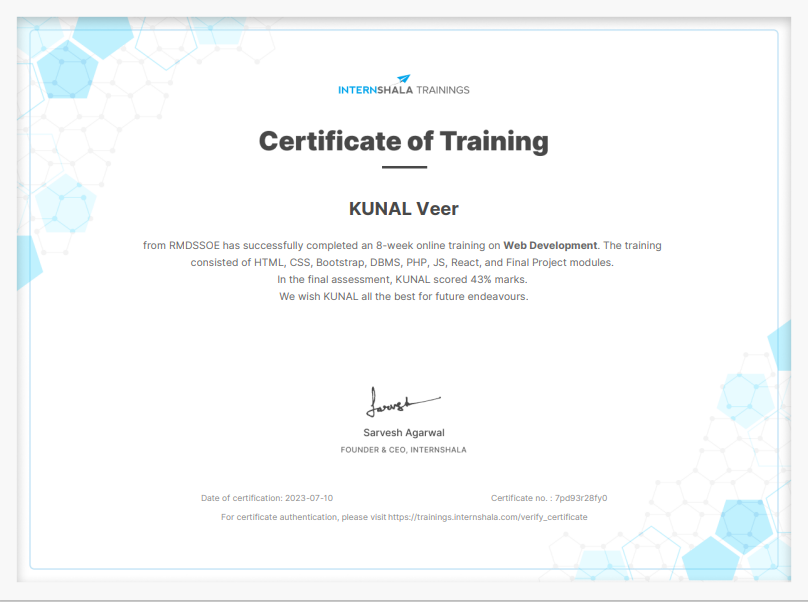 INTERNSHALA TRAININGS
Certificate of Training
KUNAL Veer
from RMDSSOE has successfully completed an 8-week online training on Web Development. The training
consisted of HTML, CSS, Bootstrap, DBMS, PHP, JS, React, and Final Project modules.
In the final assessment, KUNAL scored 43% marks.
We wish KUNAL all the best for future endeavours.
Sarvesh Agarwal
FOUNDER & CEO, INTERNSHALA
Date of certification: 2023-07-10
Certificate no. : 7pd93r28fy0
For certificate authentication, please visit https://trainings.internshala.com/verify_certificate